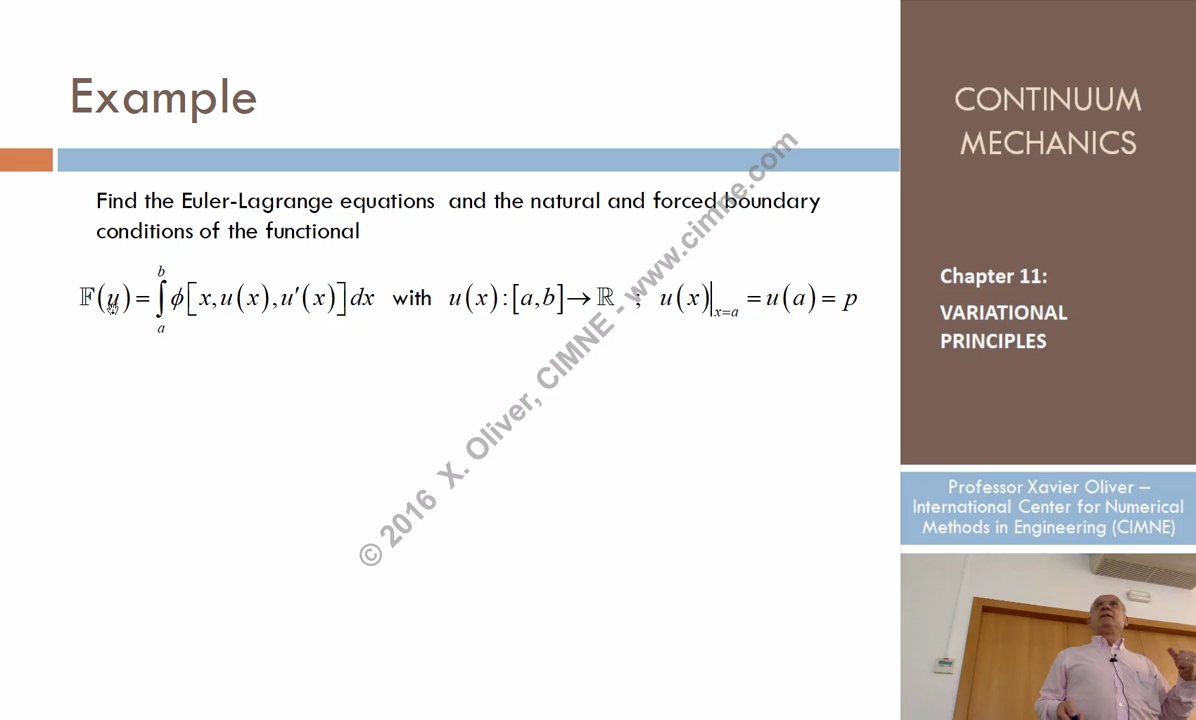 Example
Find the Euler-Lagrange equations and the natural and forced boundary
conditions of the functional
𝔽(u) = ∫_a^b ϕ[x, u(x), u′(x)] dx with u(x) : [a, b] → ℝ ; u(x)|_{x=a} = u(a) = p
© 2016 X. Oliver, CIMNE - www.cimne.com
CONTINUUM
MECHANICS
Chapter 11:
VARIATIONAL
PRINCIPLES
Professor Xavier Oliver –
International Center for Numerical
Methods in Engineering (CIMNE)